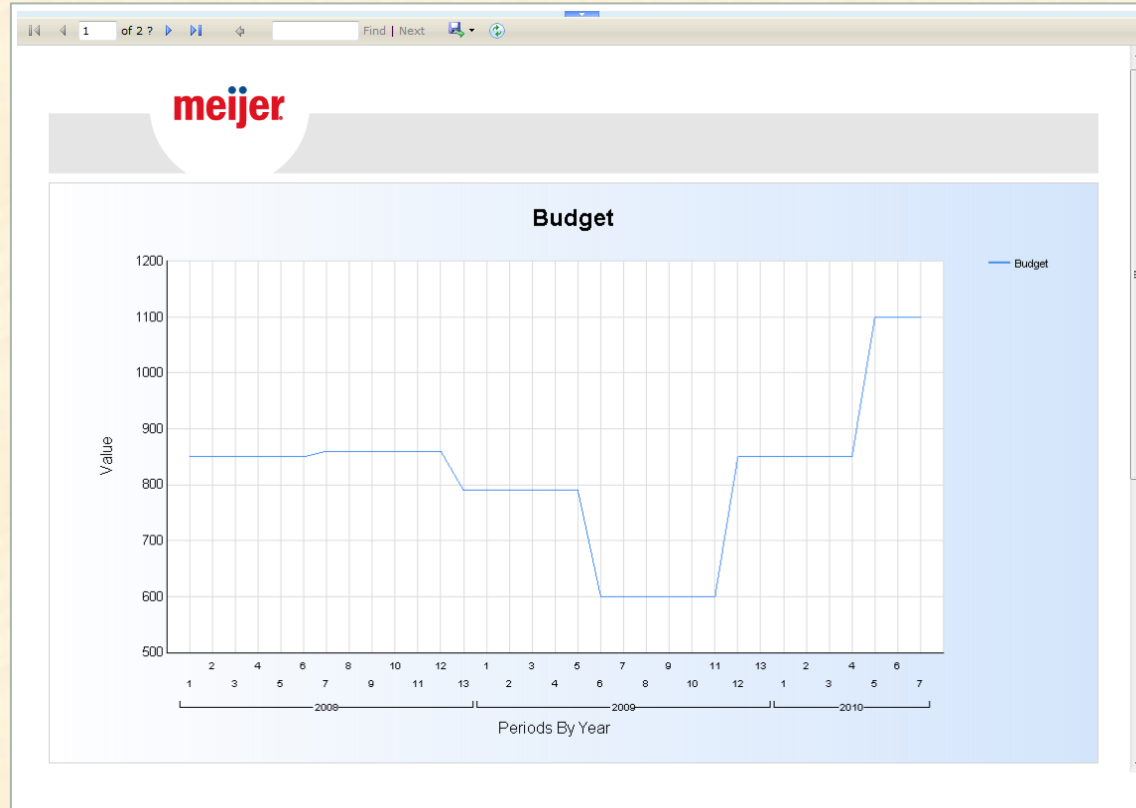 1 of 2 ? Find | Next
meijer
Budget
Budget
1200
1100
1000
900
800
700
600
500
Value
2 4 6 8 10 12 1 3 5 7 9 11 13 2 4 6
1 3 5 7 9 11 13 2 4 6 8 10 12 1 3 5 7
2008 2009 2010
Periods By Year